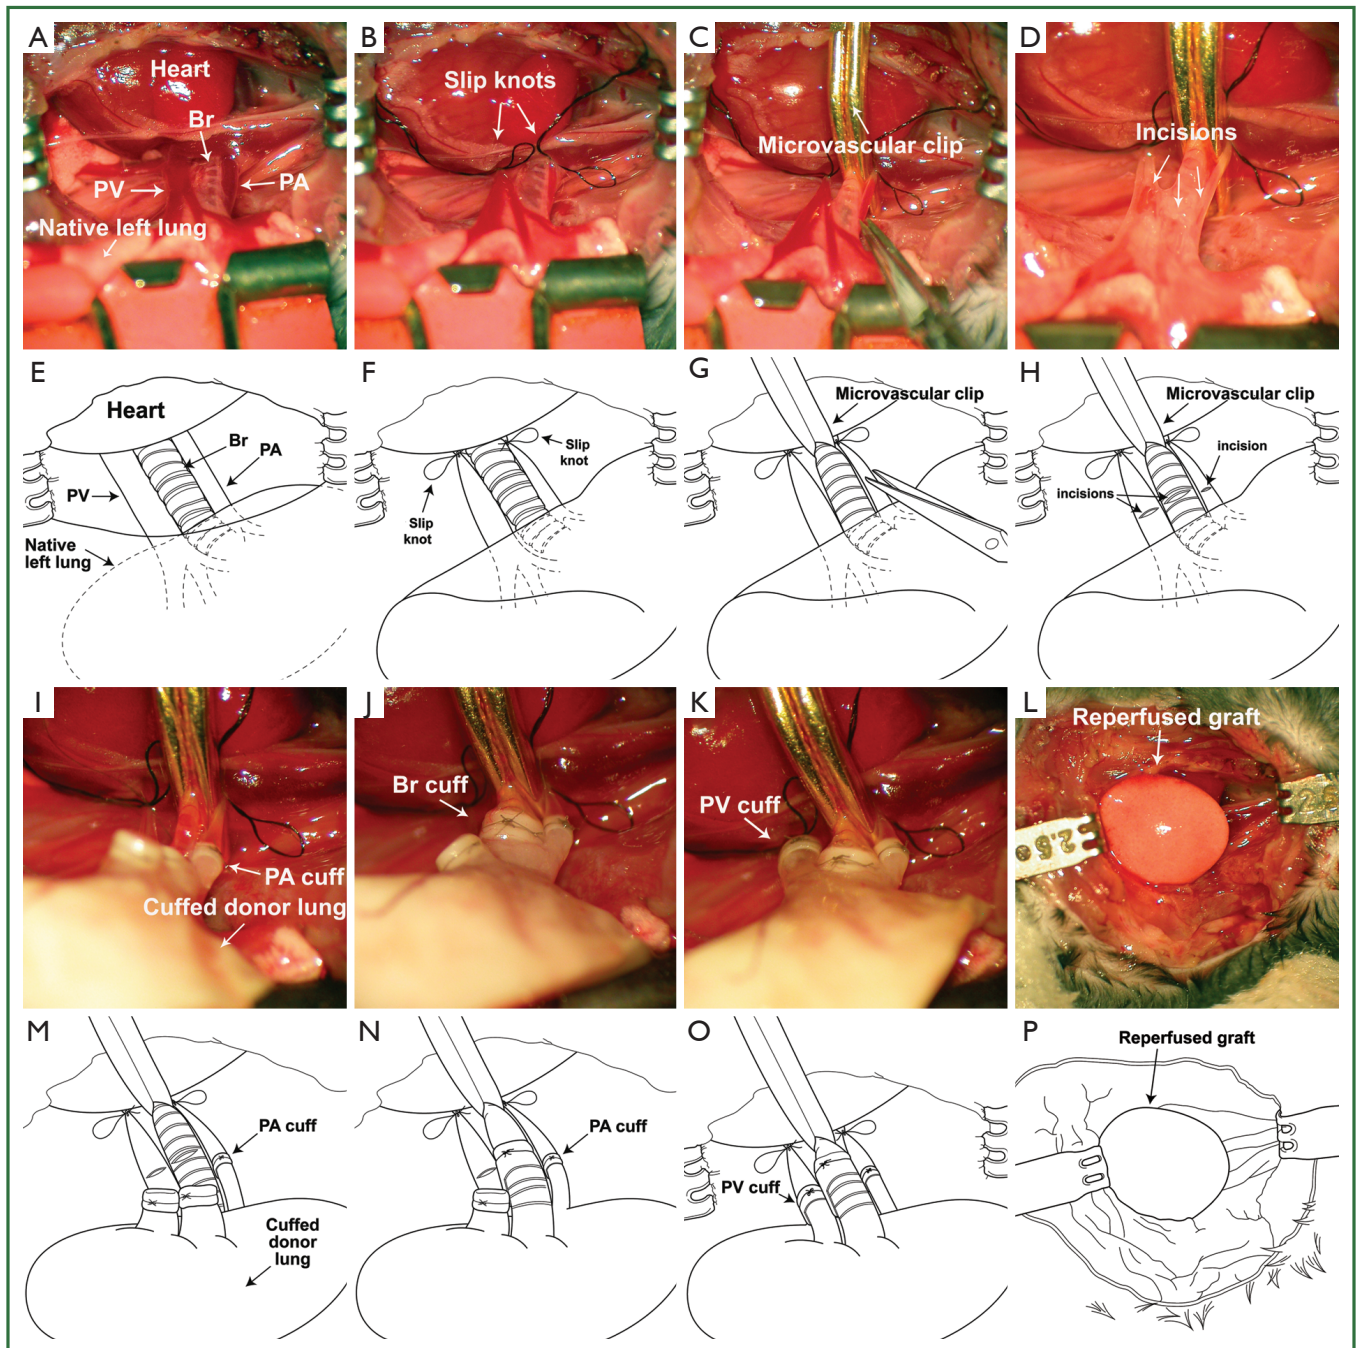 A
Heart
Br
PV
PA
Native left lung
B
Slip knots
C
Microvascular clip
D
Incisions
E
Heart
Br
PA
PV
Native
left lung
F
Slip
knot
Slip
knot
G
Microvascular clip
H
Microvascular clip
incision
incisions
I
PA cuff
Cuffed donor lung
J
Br cuff
K
PV cuff
L
Reperfused graft
2.5
M
PA cuff
Cuffed
donor
lung
N
PA cuff
O
PV cuff
P
Reperfused graft